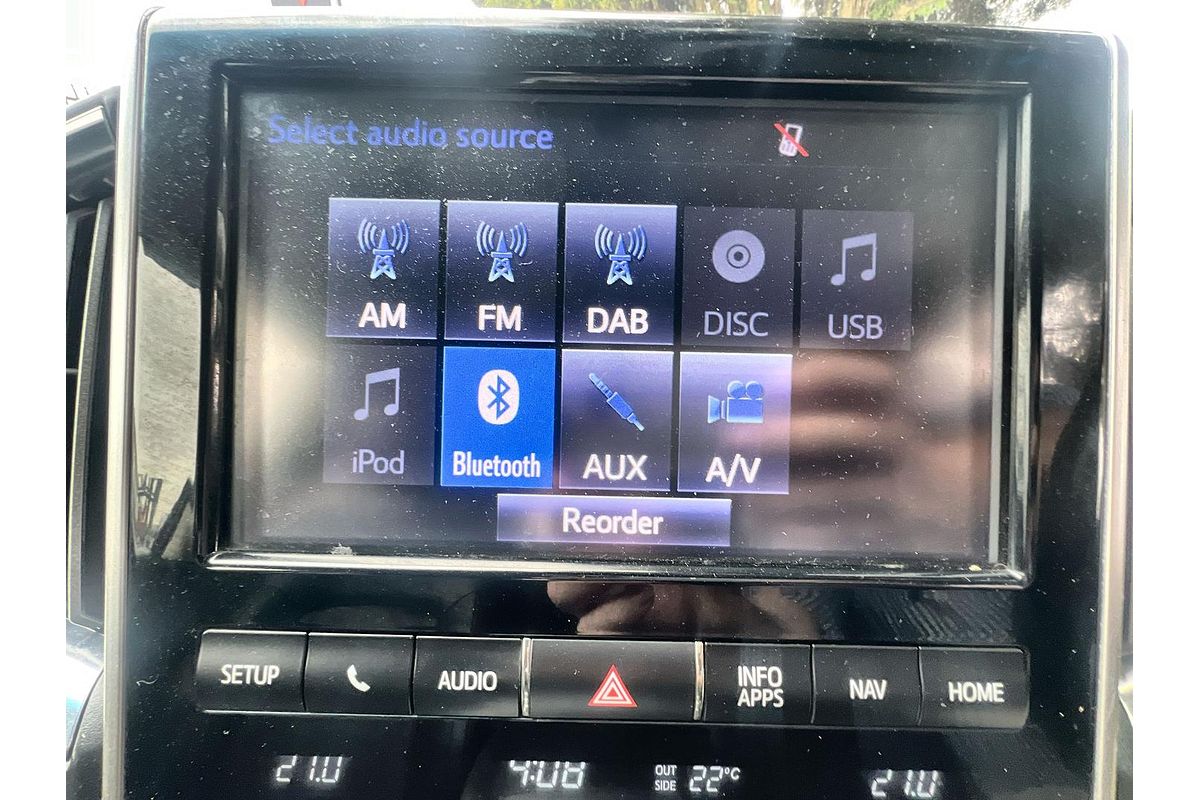 Select audio source
AM FM DAB DISC USB
iPod Bluetooth AUX A/V
Reorder
SETUP AUDIO INFO APPS NAV HOME
21.0 4:08 OUT SIDE 22°C 21.0